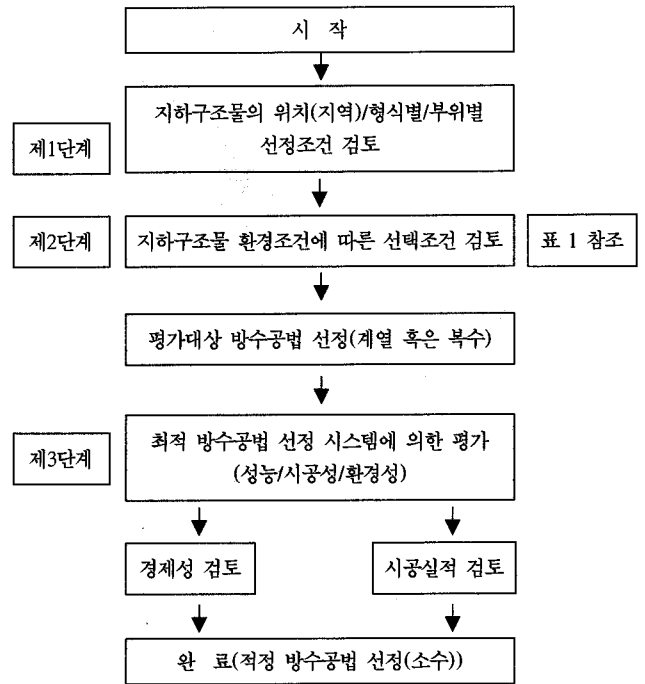 시 작
지하구조물의 위치(지역)/형식별/부위별
선정조건 검토
제1단계
제2단계
지하구조물 환경조건에 따른 선택조건 검토
표 1 참조
평가대상 방수공법 선정(계열 혹은 복수)
제3단계
최적 방수공법 선정 시스템에 의한 평가
(성능/시공성/환경성)
경제성 검토
시공실적 검토
완 료(적정 방수공법 선정(소수))